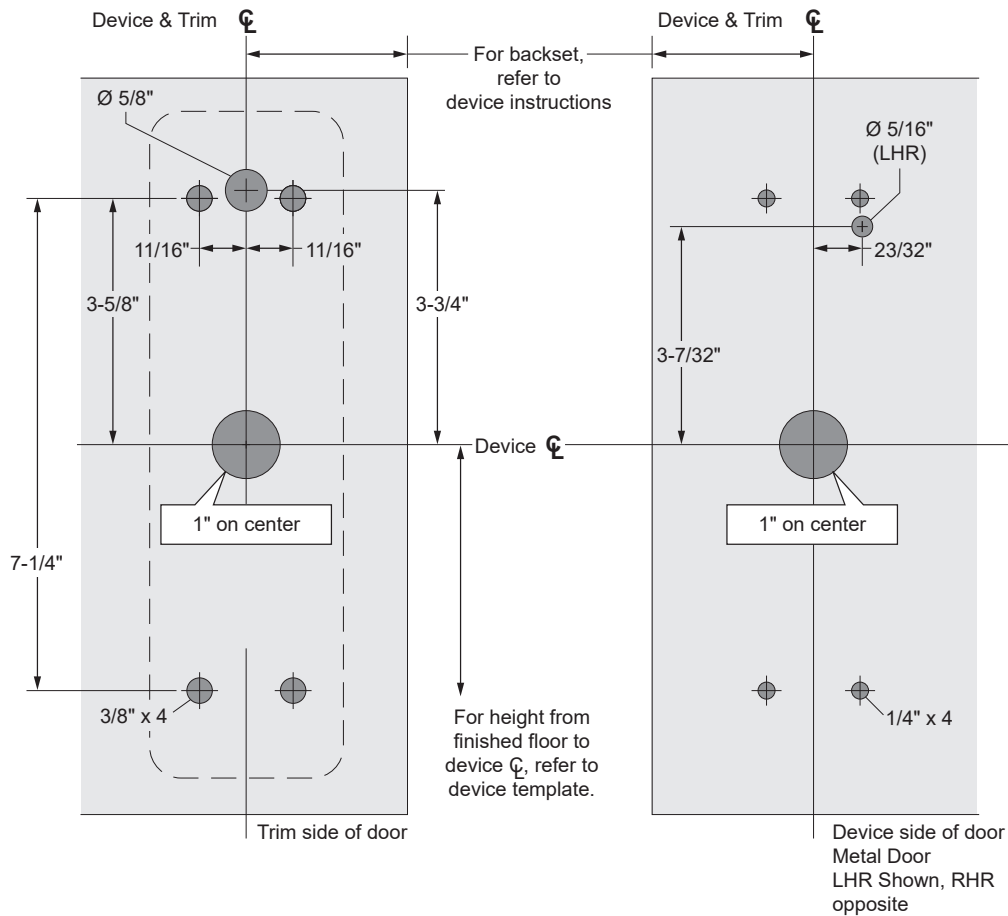 Device & Trim ℄
Device & Trim ℄
For backset,
refer to
device instructions
Ø 5/8"
Ø 5/16"
(LHR)
11/16"
11/16"
23/32"
3-5/8"
3-3/4"
3-7/32"
Device ℄
1" on center
1" on center
7-1/4"
3/8" x 4
1/4" x 4
For height from
finished floor to
device ℄, refer to
device template.
Trim side of door
Device side of door
Metal Door
LHR Shown, RHR
opposite